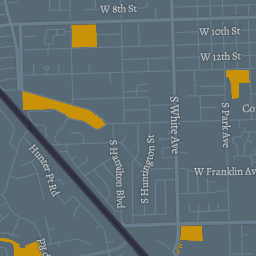 W 8th St
W 10th St
W 12th St
Co
S White Ave
S Park Ave
S Huntington St
S Hamilton Blvd
Hunter Pt Rd
W Franklin Av
Rd